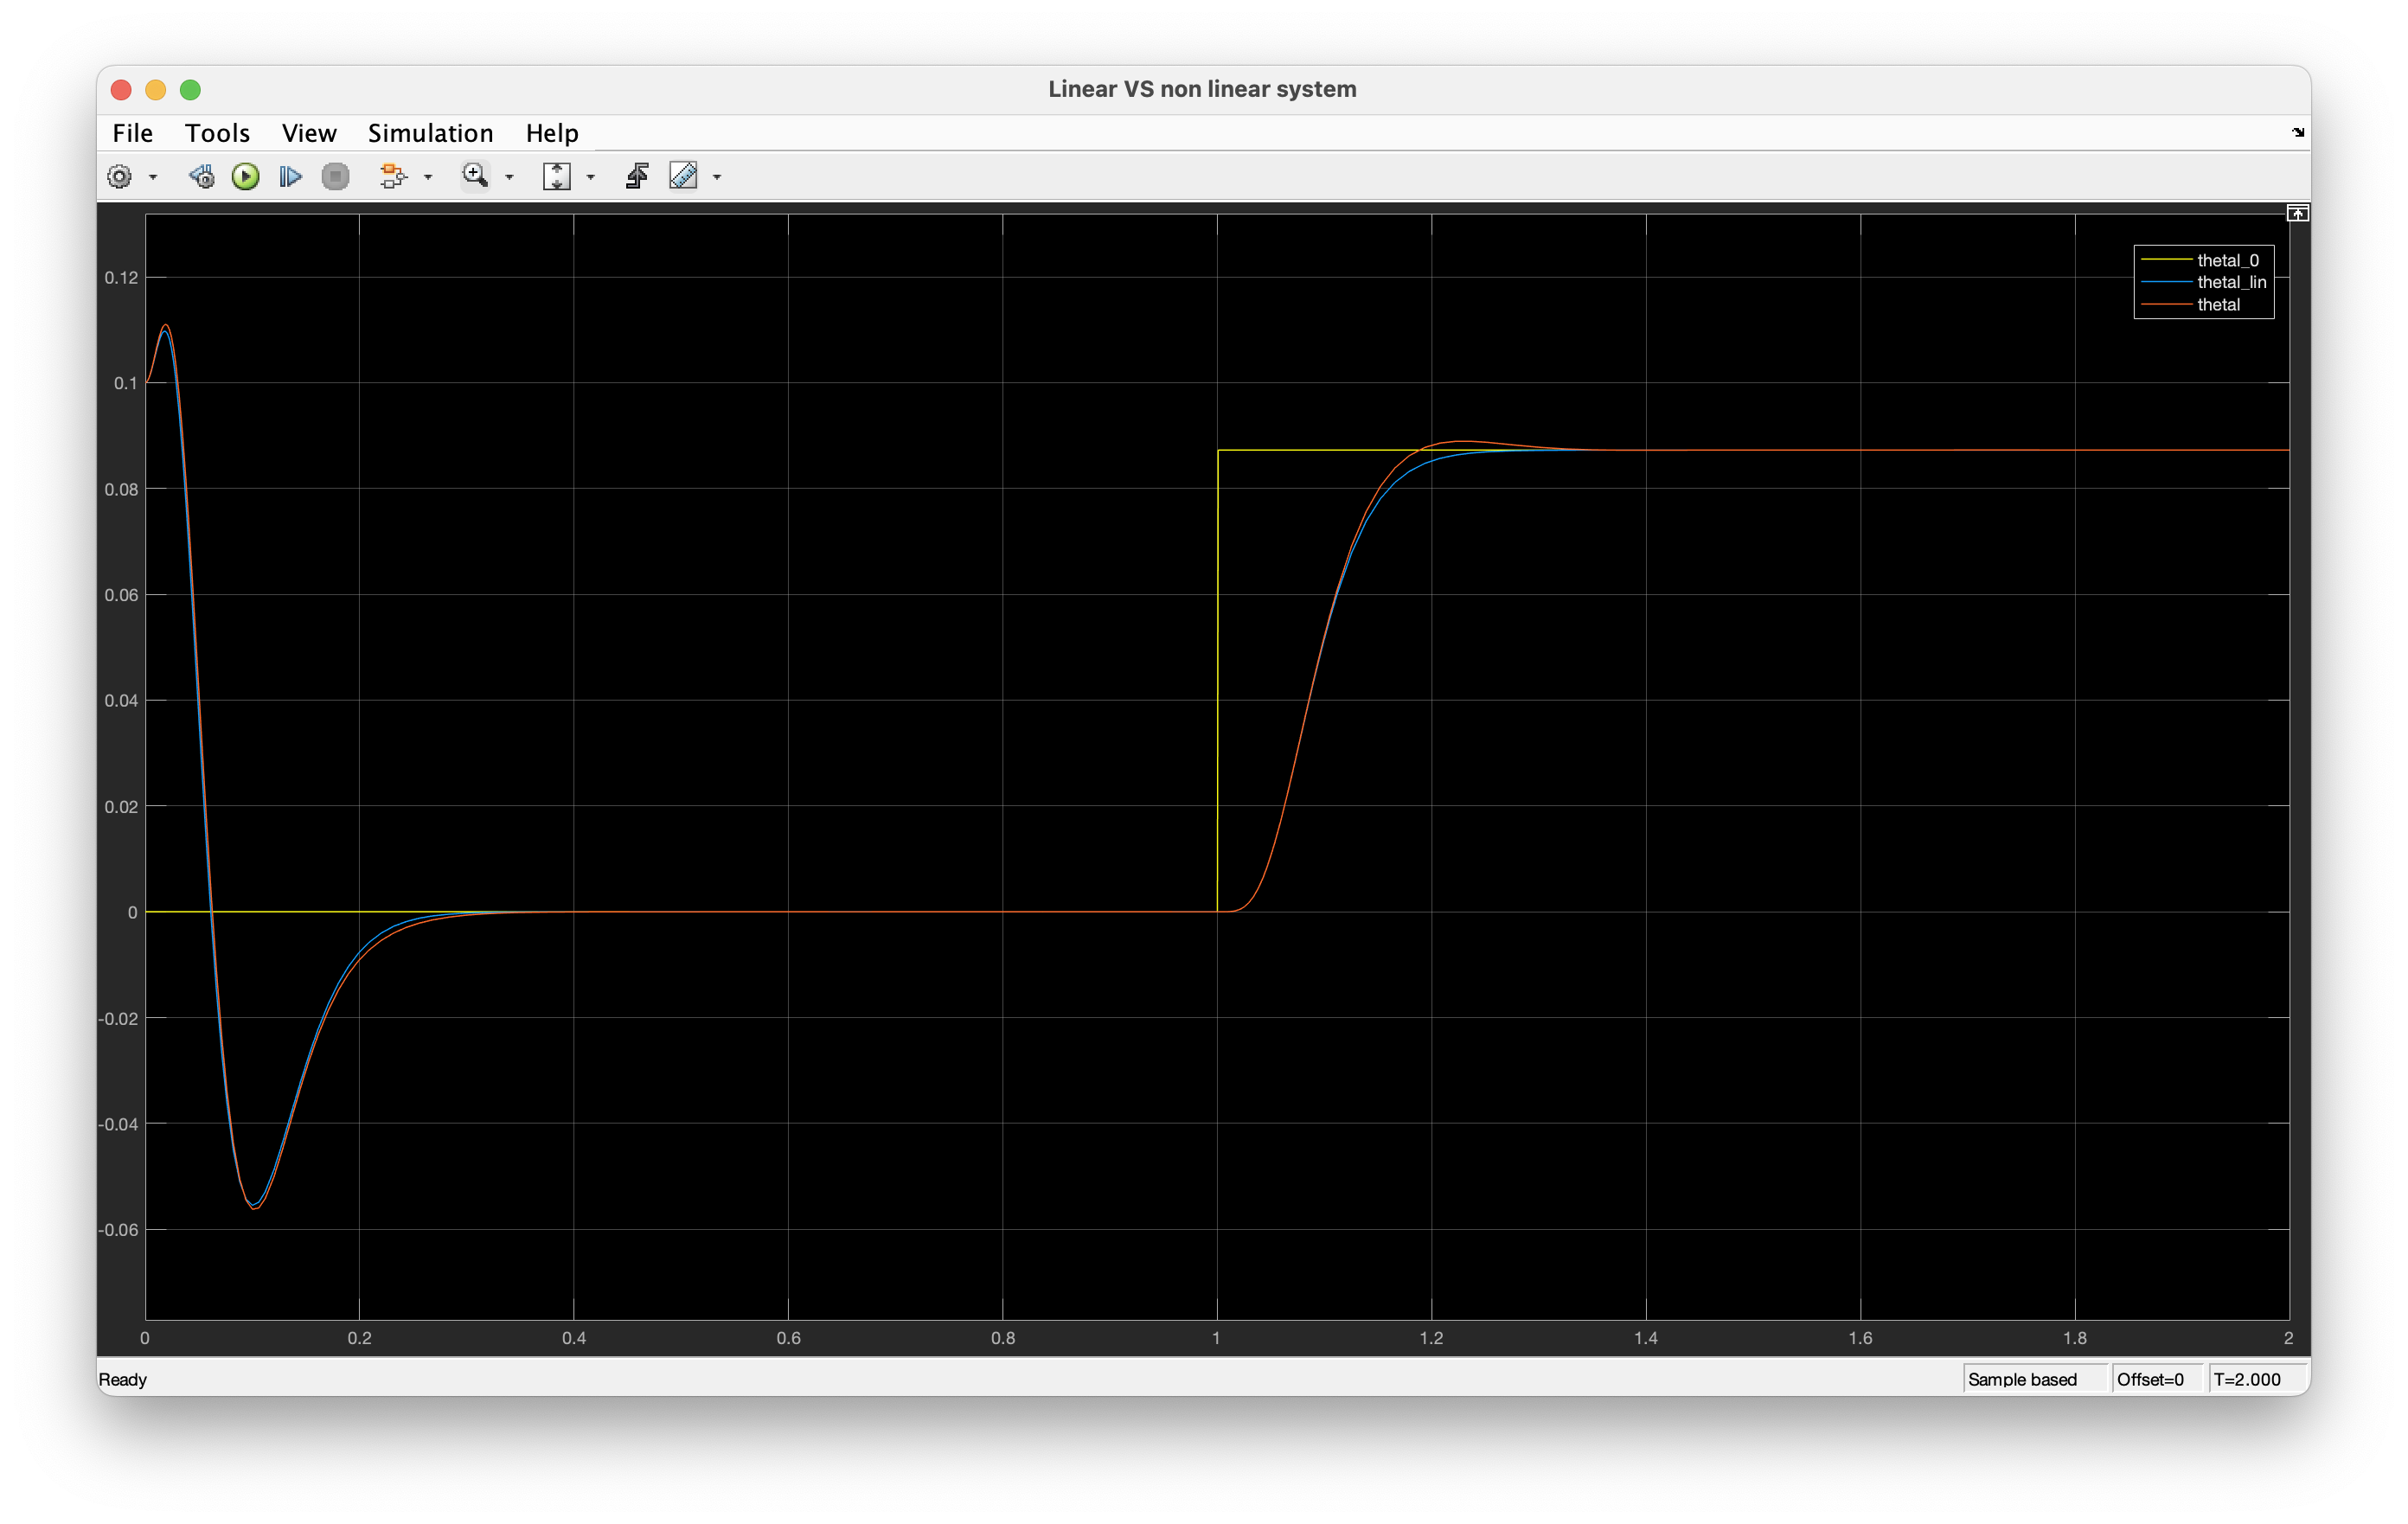 Linear VS non linear system
File Tools View Simulation Help
thetal_0
thetal_lin
thetal
0.12
0.1
0.08
0.06
0.04
0.02
0
-0.02
-0.04
-0.06
0 0.2 0.4 0.6 0.8 1 1.2 1.4 1.6 1.8 2
Ready Sample based Offset=0 T=2.000